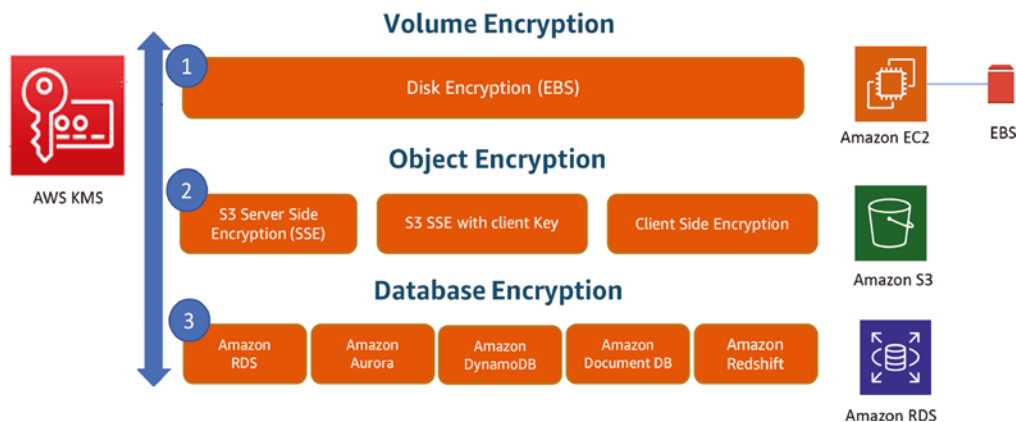 Volume Encryption
1
Disk Encryption (EBS)
AWS KMS
Amazon EC2
EBS
Object Encryption
2
S3 Server Side
Encryption (SSE)
S3 SSE with client Key
Client Side Encryption
Amazon S3
Database Encryption
3
Amazon
RDS
Amazon
Aurora
Amazon
DynamoDB
Amazon
Document DB
Amazon
Redshift
Amazon RDS